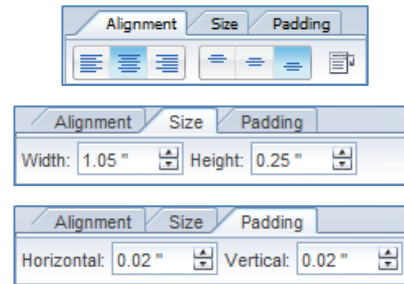 Alignment Size Padding
Alignment Size Padding
Width: 1.05 " Height: 0.25 "
Alignment Size Padding
Horizontal: 0.02 " Vertical: 0.02 "